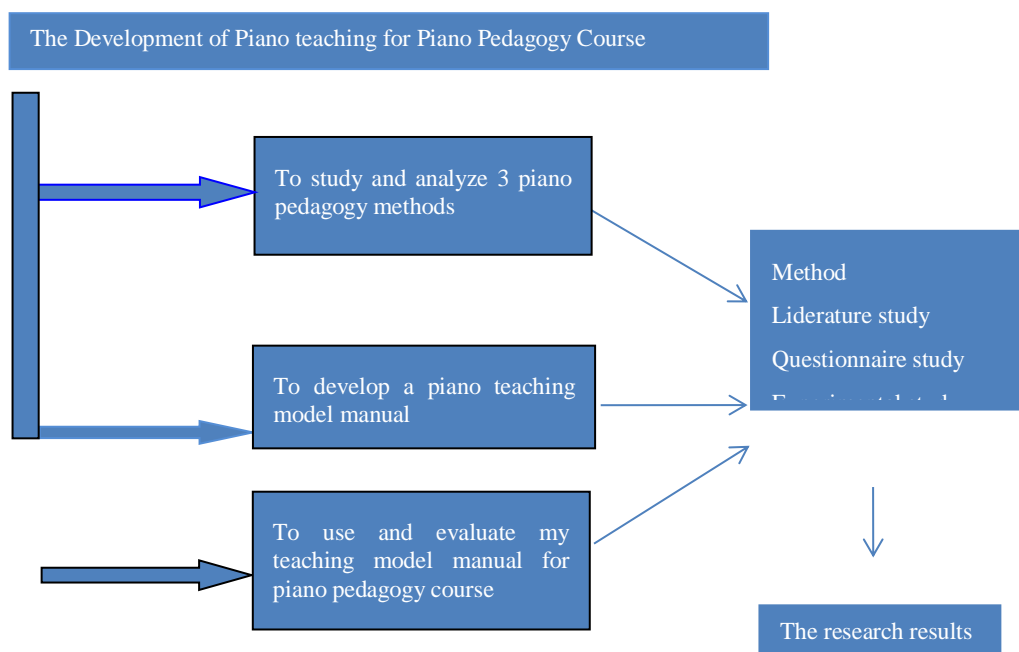 The Development of Piano teaching for Piano Pedagogy Course
To study and analyze 3 piano
pedagogy methods
Method
Liderature study
Questionnaire study
To develop a piano teaching
model manual
To use and evaluate my
teaching model manual for
piano pedagogy course
The research results